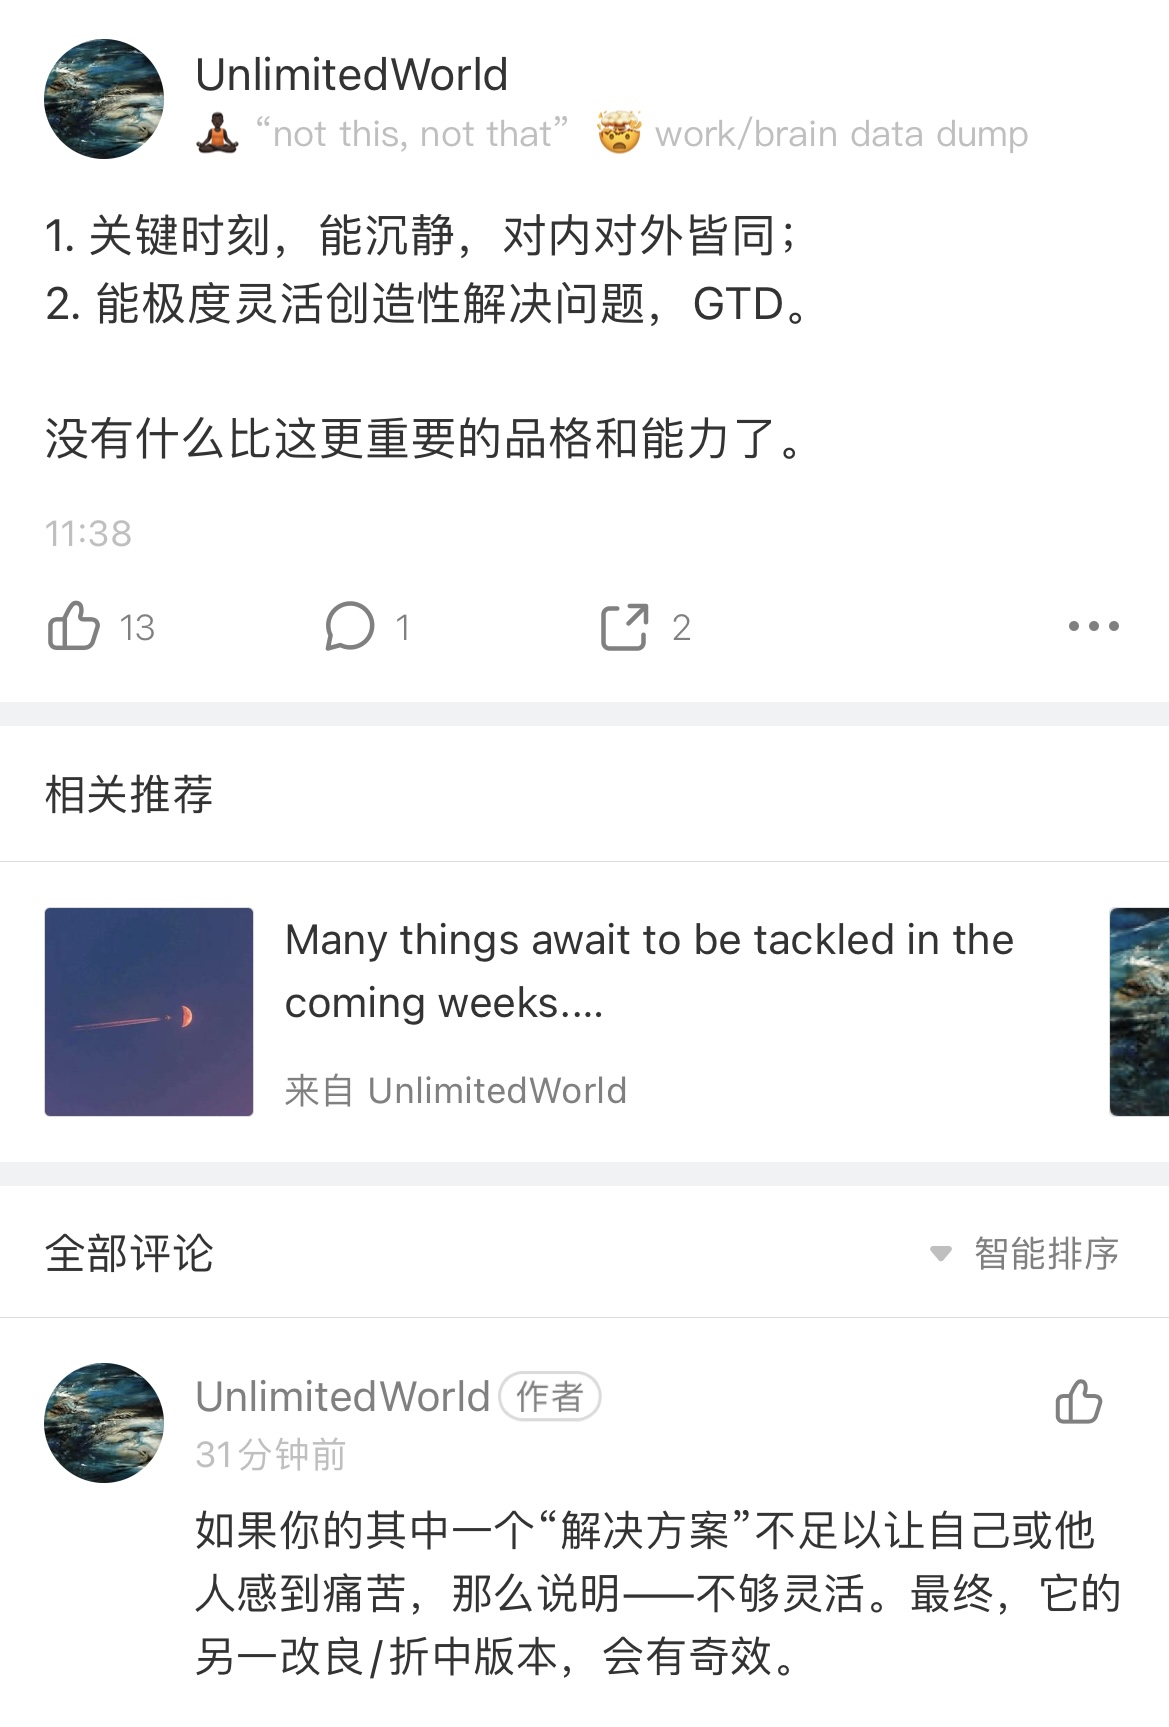 UnlimitedWorld
“not this, not that” work/brain data dump
1. 关键时刻，能沉静，对内对外皆同；
2. 能极度灵活创造性解决问题，GTD。
没有什么比这更重要的品格和能力了。
11:38
13 1 2
相关推荐
Many things await to be tackled in the
coming weeks....
来自 UnlimitedWorld
全部评论 智能排序
UnlimitedWorld 作者
31分钟前
如果你的其中一个“解决方案”不足以让自己或他
人感到痛苦，那么说明——不够灵活。最终，它的
另一改良/折中版本，会有奇效。